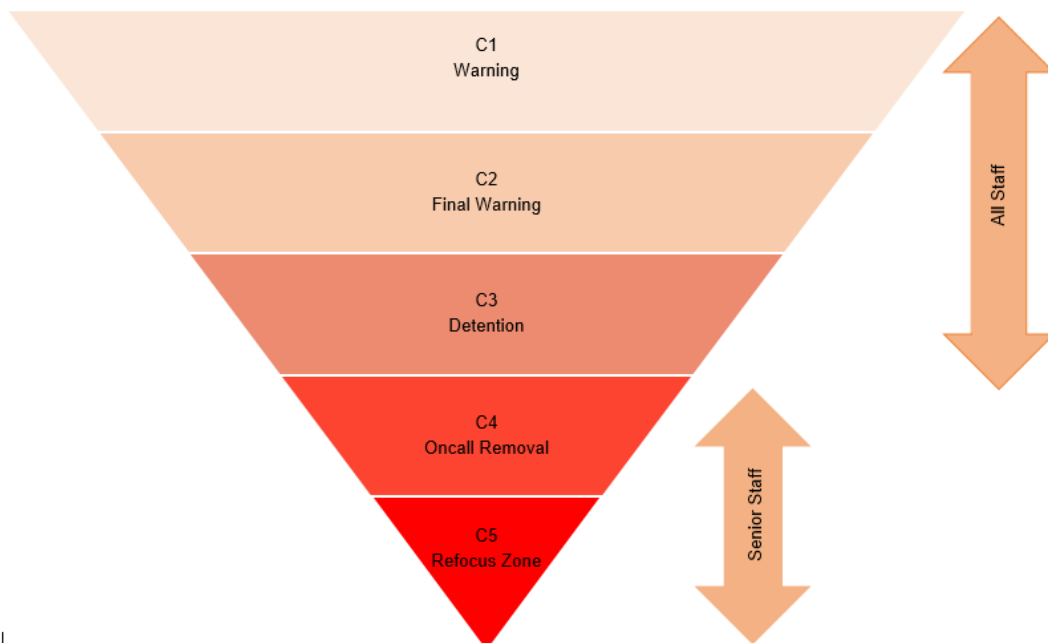 C1
Warning
C2
Final Warning
C3
Detention
C4
Oncall Removal
C5
Refocus Zone
All Staff
Senior Staff